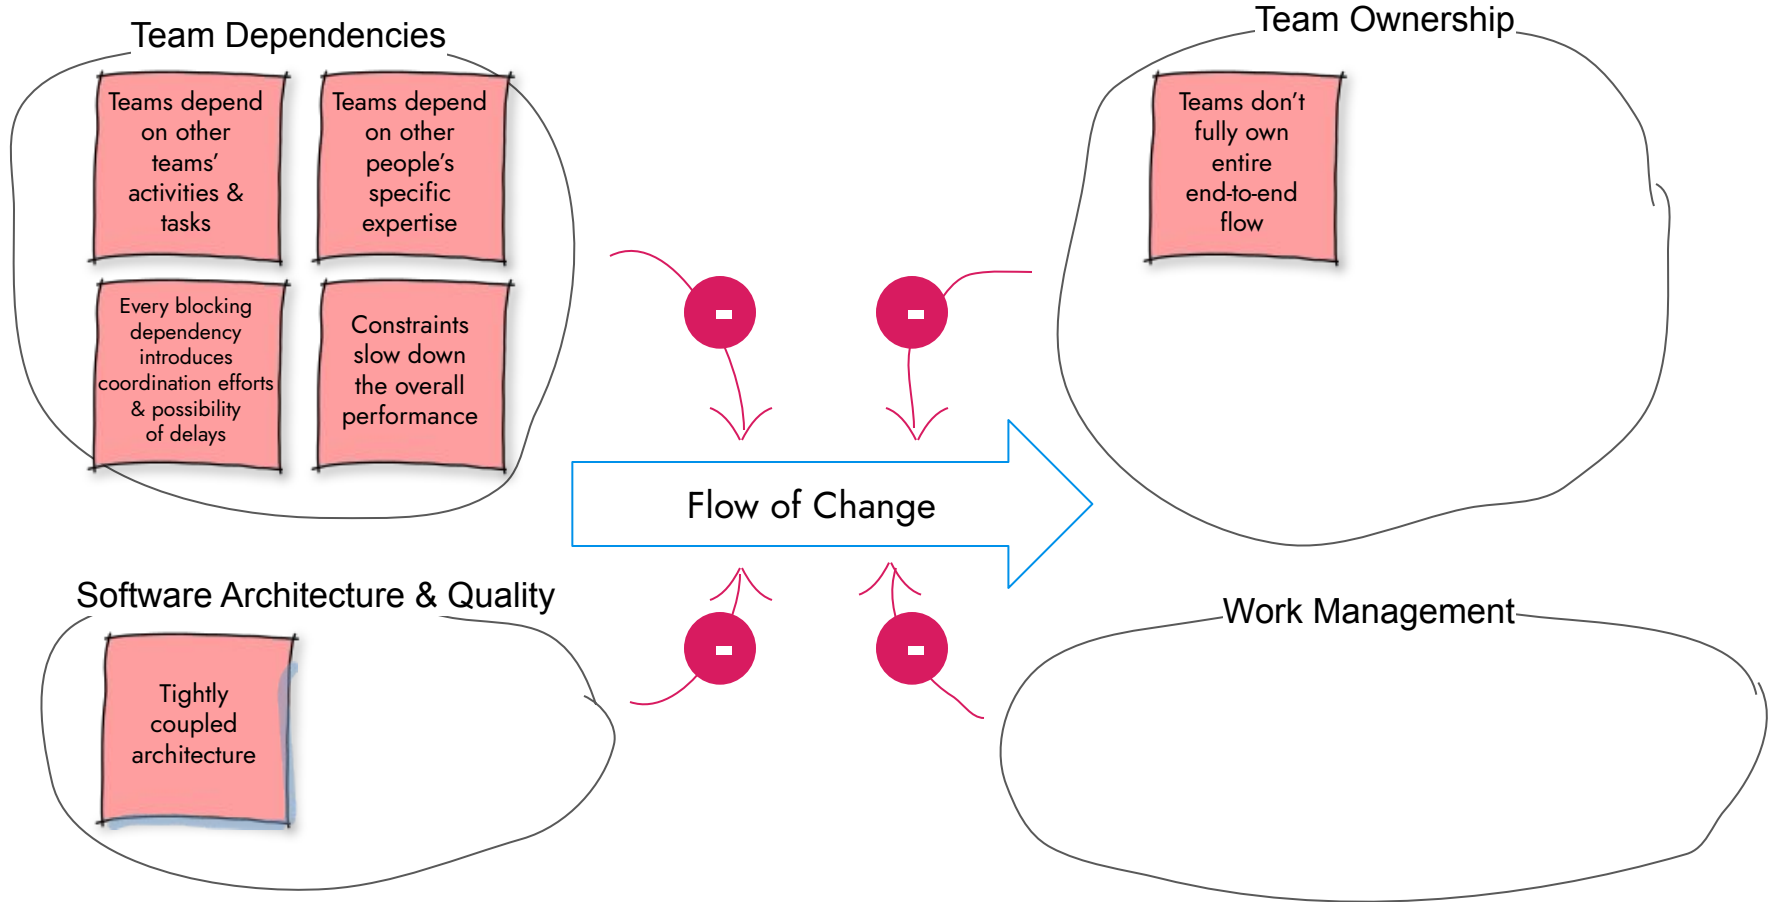 Team Dependencies
Teams depend
on other
teams’
activities &
tasks
Teams depend
on other
people’s
specific
expertise
Every blocking
dependency
introduces
coordination efforts
& possibility
of delays
Constraints
slow down
the overall
performance
Team Ownership
Teams don’t
fully own
entire
end-to-end
flow
-
-
Flow of Change
-
-
Software Architecture & Quality
Tightly
coupled
architecture
Work Management